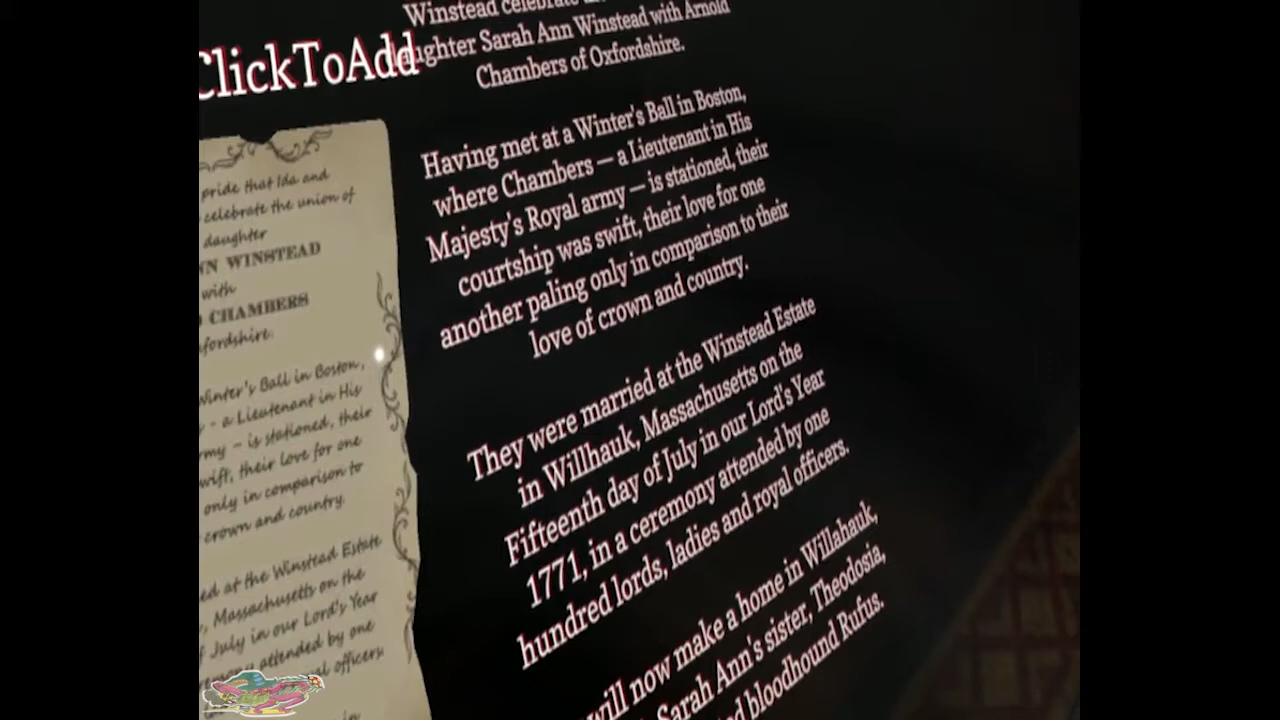 ClickToAdd
Winstead celebrate
Sarah Ann Winstead with Arnold
Chambers of Oxfordshire.
Having met at a Winter's Ball in Boston,
where Chambers — a Lieutenant in His
Majesty's Royal army — is stationed, their
courtship was swift, their love for one
another paling only in comparison to their
love of crown and country.
They were married at the Winstead Estate
in Willhauk, Massachusetts on the
Fifteenth day of July in our Lord's Year
1771, in a ceremony attended by one
hundred lords, ladies and royal officers.
will now make a home in Willahauk,
Sarah Ann's sister, Theodosia,
bloodhound Rufus.
pride that Ida and
celebrate the union of
daughter
WINSTEAD
with
CHAMBERS
Winter's Ball in Boston,
- a Lieutenant in His
- is stationed, their
their love for one
only in comparison to
crown and country.
at the Winstead Estate
Massachusetts on the
July in our Lord's Year
attended by one
officers
in